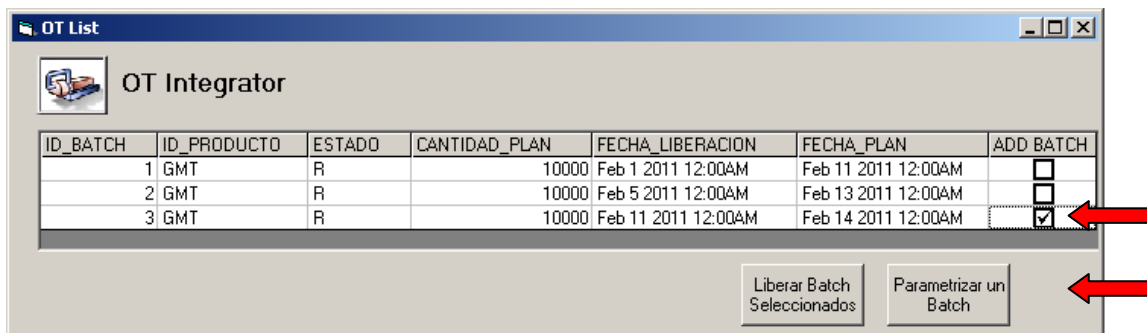 OT List
OT Integrator
ID_BATCH ID_PRODUCTO ESTADO CANTIDAD_PLAN FECHA_LIBERACION FECHA_PLAN ADD BATCH
1 GMT R 10000 Feb 1 2011 12:00AM Feb 11 2011 12:00AM
2 GMT R 10000 Feb 5 2011 12:00AM Feb 13 2011 12:00AM
3 GMT R 10000 Feb 11 2011 12:00AM Feb 14 2011 12:00AM
Liberar Batch Parametrizar un
Seleccionados Batch